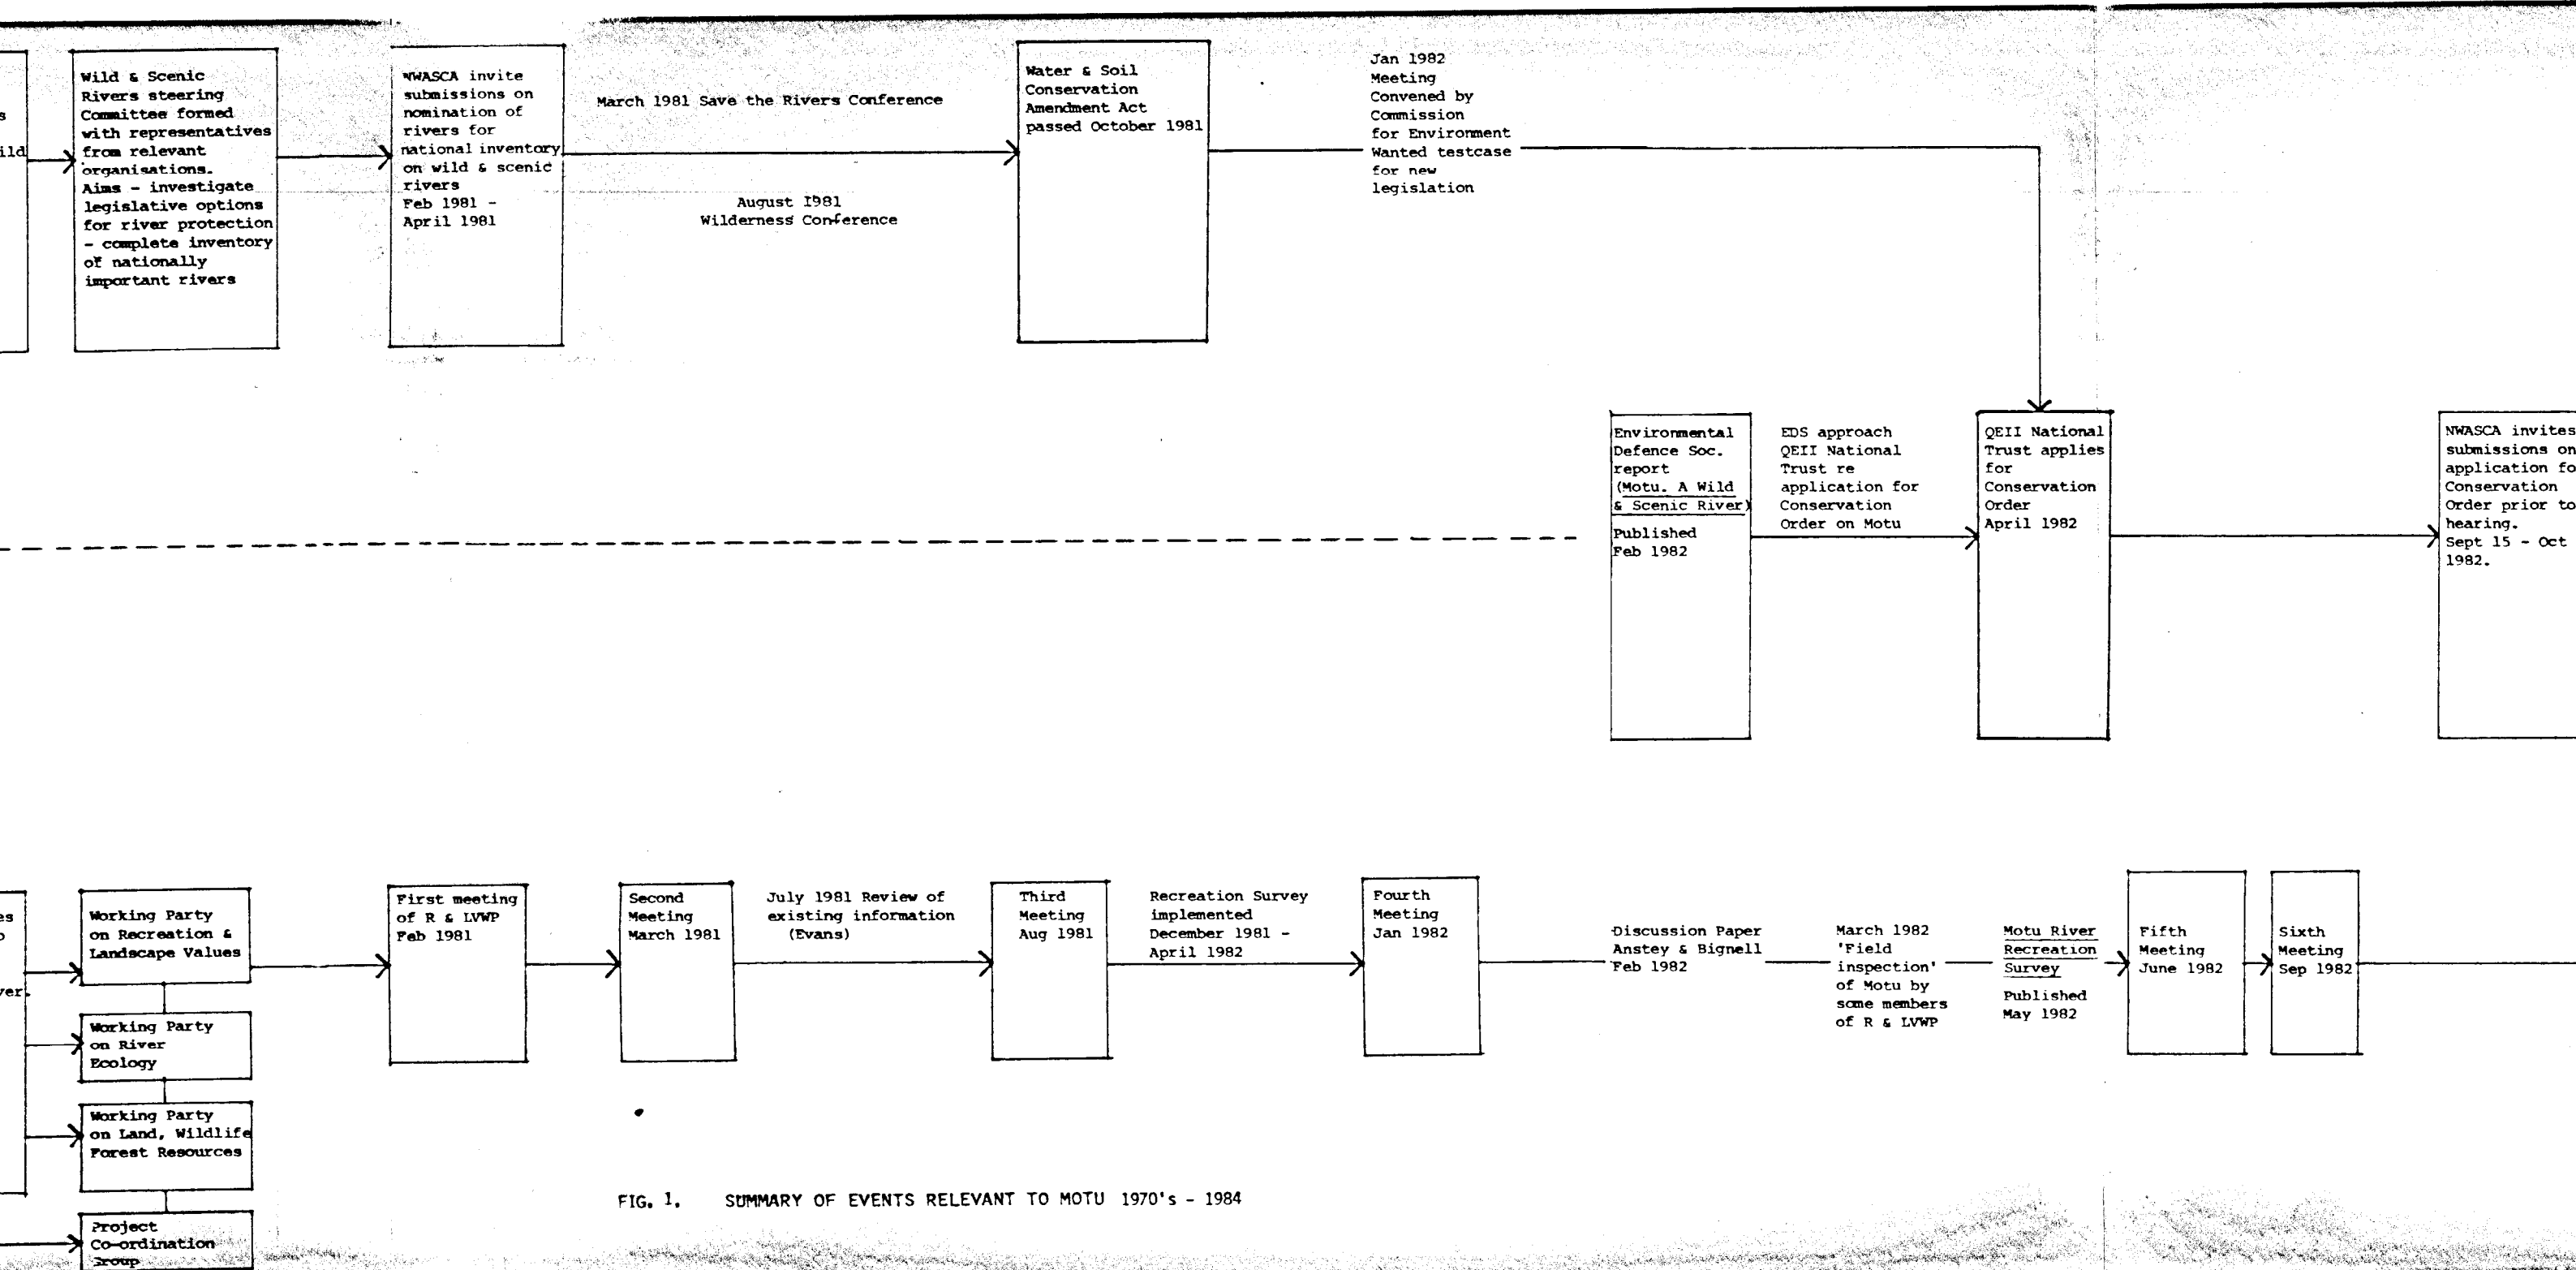 s
ild
Wild & Scenic
Rivers steering
Committee formed
with representatives
from relevant
organisations.
Aims - investigate
legislative options
for river protection
- complete inventory
of nationally
important rivers
NWASCA invite
submissions on
nomination of
rivers for
national inventory
on wild & scenic
rivers
Feb 1981 -
April 1981
March 1981 Save the Rivers Conference
August 1981
Wilderness Conference
Water & Soil
Conservation
Amendment Act
passed October 1981
Jan 1982
Meeting
Convened by
Commission
for Environment
Wanted testcase
for new
legislation
Environmental
Defence Soc.
report
(Motu. A Wild
& Scenic River)
Published
Feb 1982
EDS approach
QEII National
Trust re
application for
Conservation
Order on Motu
QEII National
Trust applies
for
Conservation
Order
April 1982
NWASCA invites
submissions on
application fo
Conservation
Order prior to
hearing.
Sept 15 - Oct
1982.
es
o
ver.
Working Party
on Recreation &
Landscape Values
Working Party
on River
Ecology
Working Party
on Land, Wildlife
Forest Resources
Project
Co-ordination
Group
First meeting
of R & LVWP
Feb 1981
Second
Meeting
March 1981
July 1981 Review of
existing information
(Evans)
Third
Meeting
Aug 1981
Recreation Survey
implemented
December 1981 -
April 1982
Fourth
Meeting
Jan 1982
Discussion Paper
Anstey & Bignell
Feb 1982
March 1982
'Field
inspection'
of Motu by
some members
of R & LVWP
Motu River
Recreation
Survey
Published
May 1982
Fifth
Meeting
June 1982
Sixth
Meeting
Sep 1982
FIG. 1. SUMMARY OF EVENTS RELEVANT TO MOTU 1970's - 1984